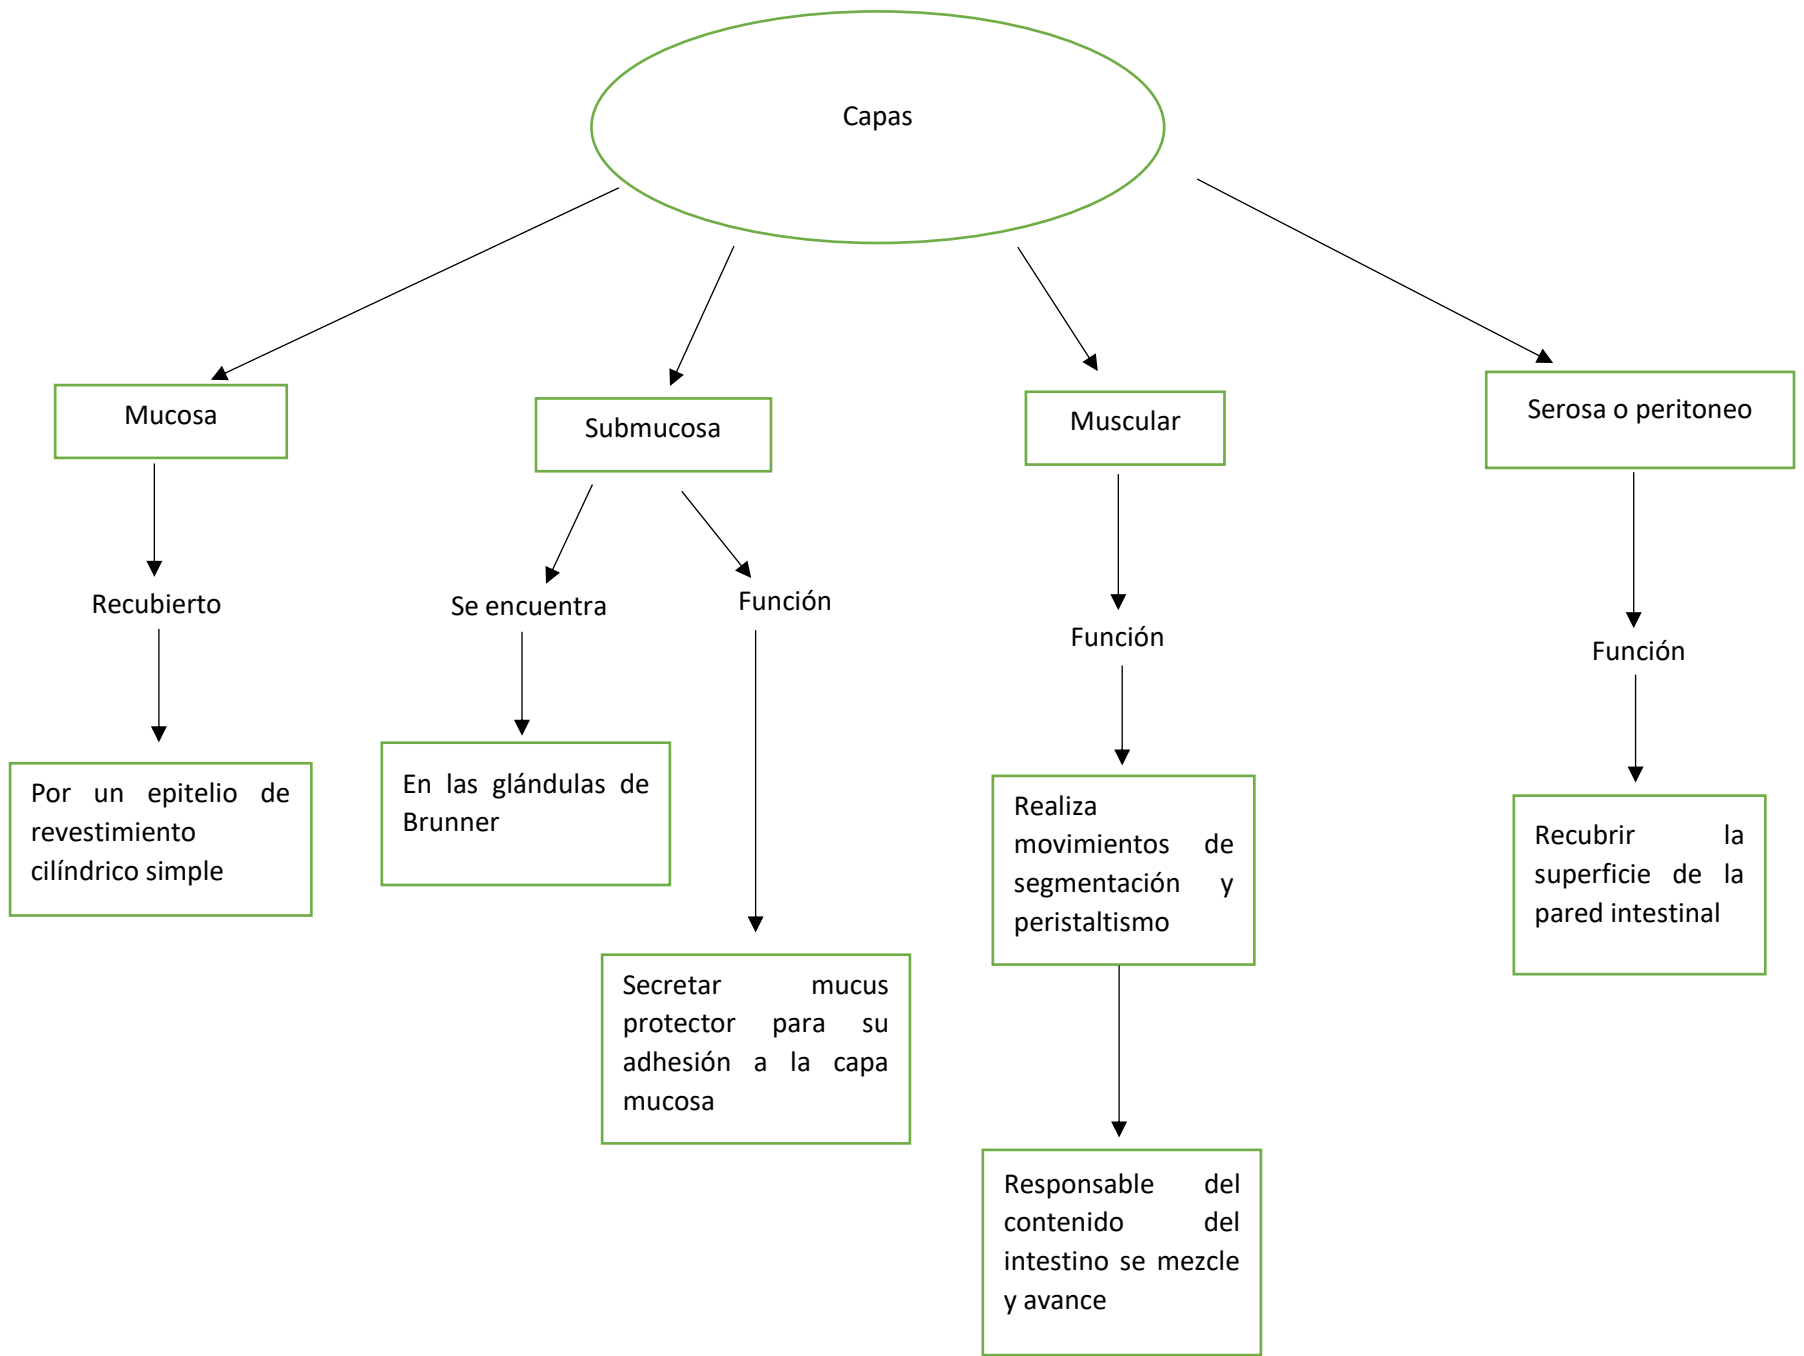 Capas
Mucosa
Submucosa
Muscular
Serosa o peritoneo
Recubierto
Se encuentra
Función
Función
Función
Por un epitelio de
revestimiento
cilíndrico simple
En las glándulas de
Brunner
Secretar mucus
protector para su
adhesión a la capa
mucosa
Realiza
movimientos de
segmentación y
peristaltismo
Responsable del
contenido del
intestino se mezcle
y avance
Recubrir la
superficie de la
pared intestinal